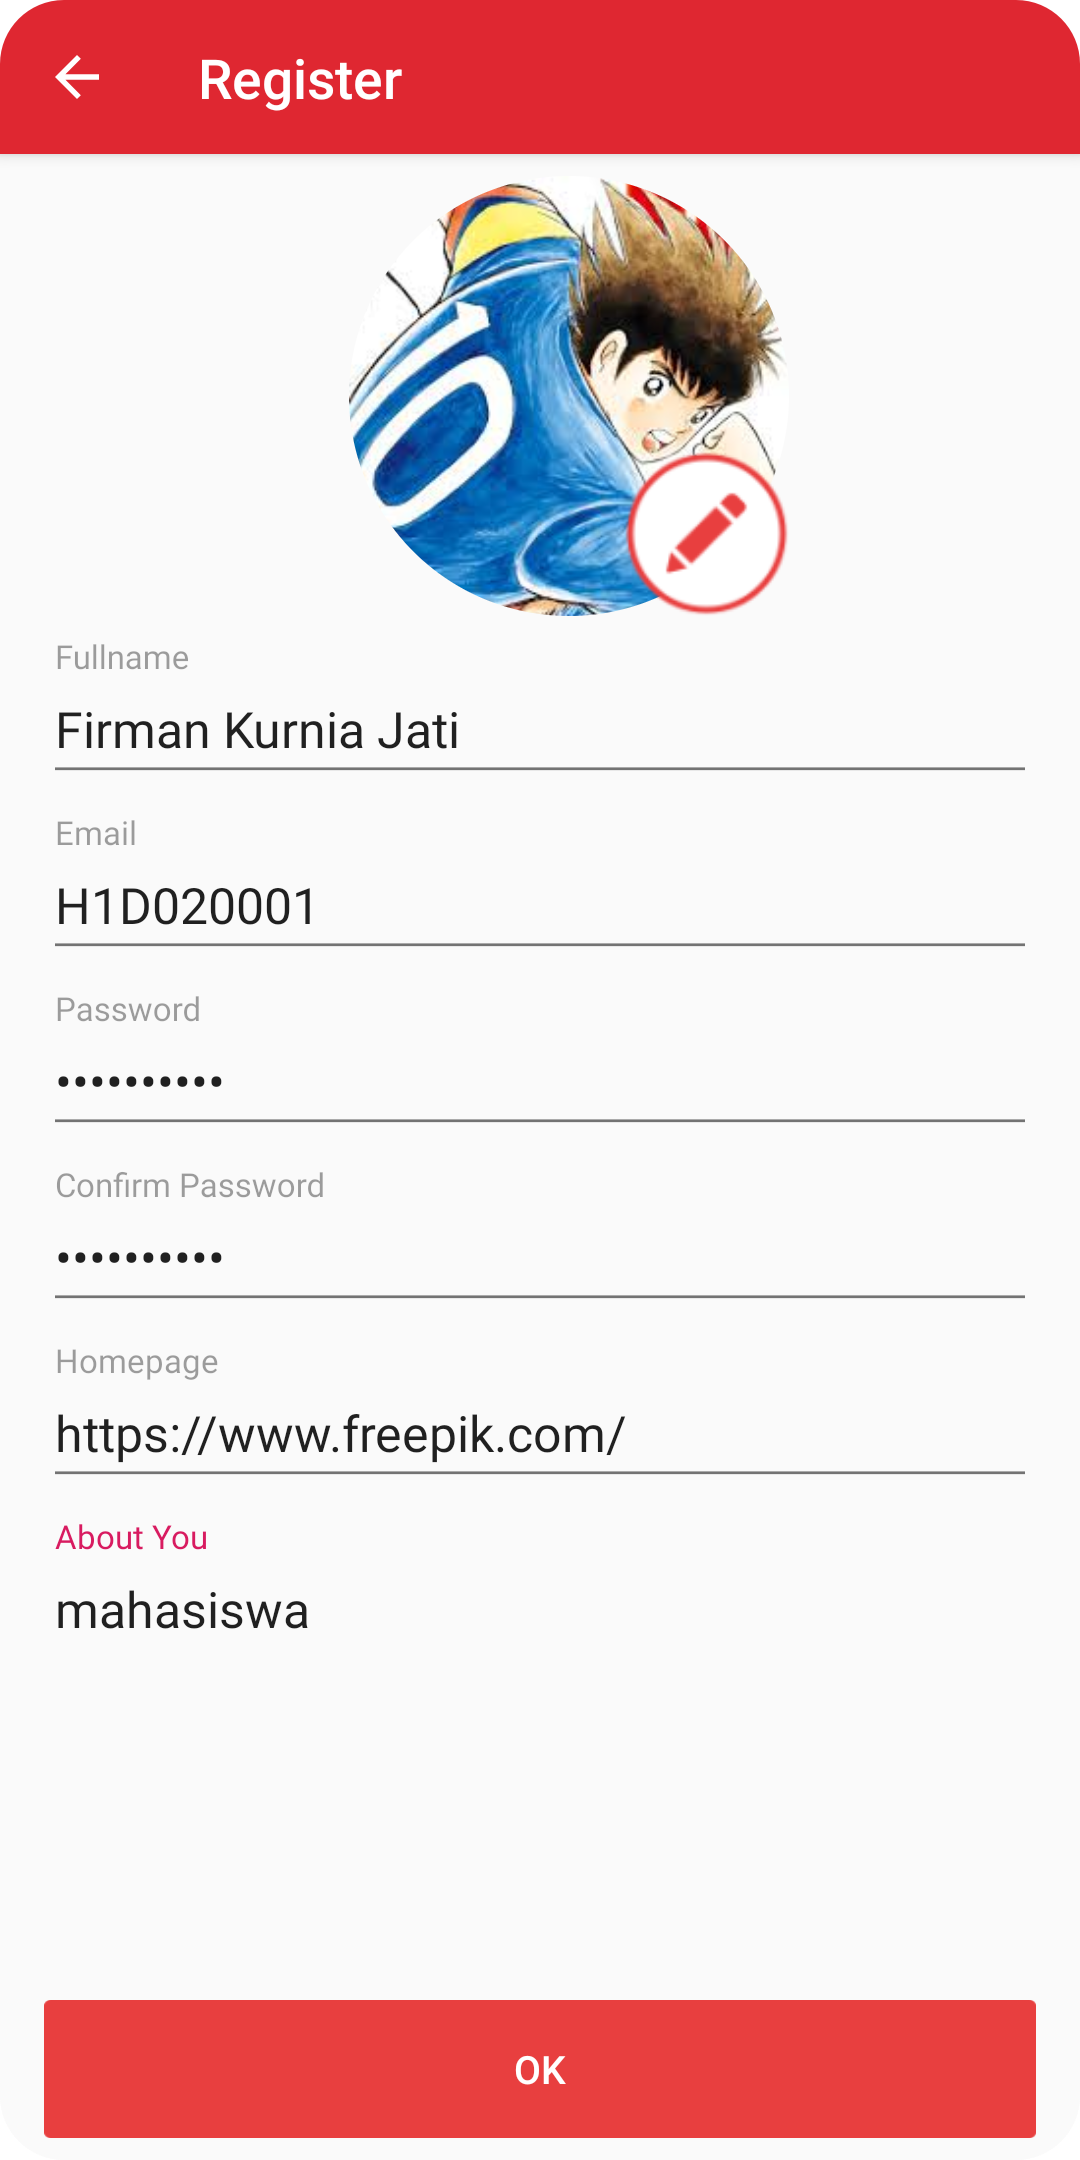 Register
10
Fullname
Firman Kurnia Jati
Email
H1D020001
Password
••••••••••
Confirm Password
••••••••••
Homepage
https://www.freepik.com/
About You
mahasiswa
OK